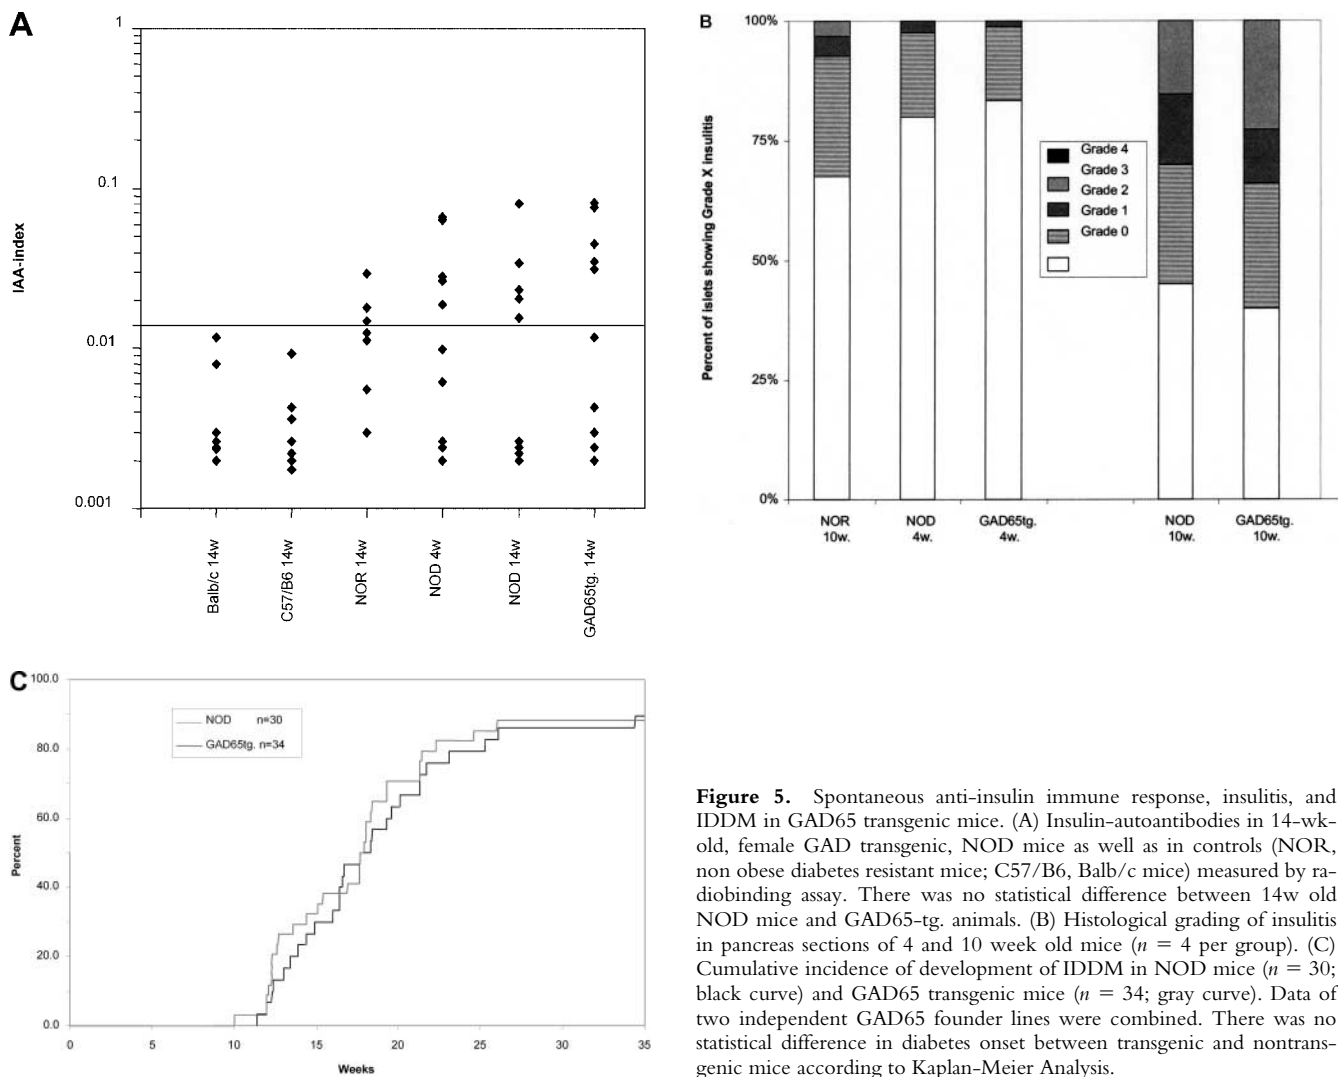 A
1
0.1
0.01
0.001
IAA-index
Balb/c 14w
C57/B6 14w
NOR 14w
NOD 4w
NOD 14w
GAD65tg. 14w
B
100%
75%
50%
25%
0%
Percent of islets showing Grade X insulitis
Grade 4
Grade 3
Grade 2
Grade 1
Grade 0
NOR
10w.
NOD
4w.
GAD65tg.
4w.
NOD
10w.
GAD65tg.
10w.
C
100.0
80.0
60.0
40.0
20.0
0.0
Percent
NOD n=30
GAD65tg. n=34
0 5 10 15 20 25 30 35
Weeks
Figure 5. Spontaneous anti-insulin immune response, insulitis, and
IDDM in GAD65 transgenic mice. (A) Insulin-autoantibodies in 14-wk-
old, female GAD transgenic, NOD mice as well as in controls (NOR,
non obese diabetes resistant mice; C57/B6, Balb/c mice) measured by ra-
diobinding assay. There was no statistical difference between 14w old
NOD mice and GAD65-tg. animals. (B) Histological grading of insulitis
in pancreas sections of 4 and 10 week old mice (n = 4 per group). (C)
Cumulative incidence of development of IDDM in NOD mice (n = 30;
black curve) and GAD65 transgenic mice (n = 34; gray curve). Data of
two independent GAD65 founder lines were combined. There was no
statistical difference in diabetes onset between transgenic and nontrans-
genic mice according to Kaplan-Meier Analysis.